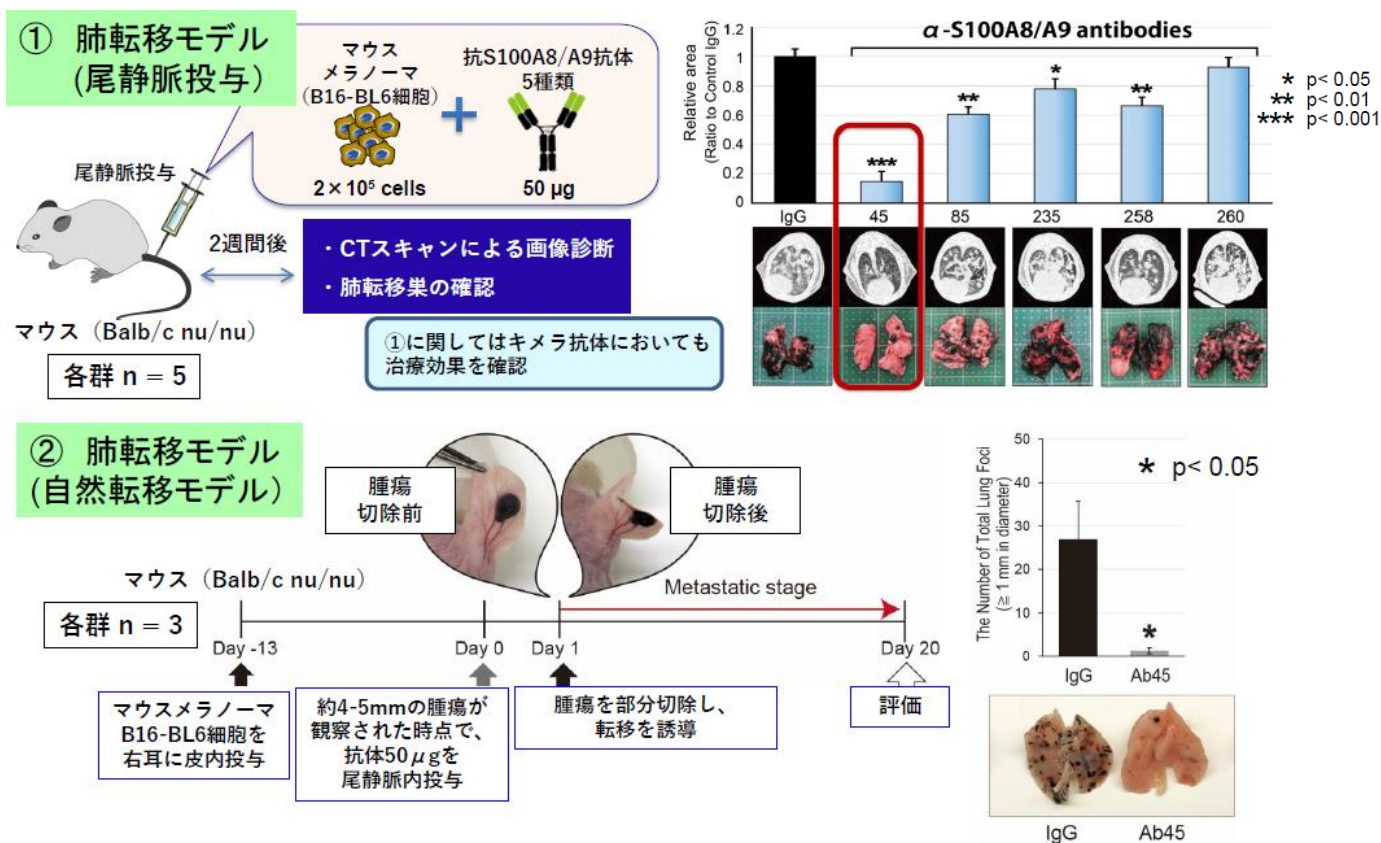 ① 肺転移モデル
(尾静脈投与)
マウス
メラノーマ
(B16-BL6細胞)
2×10⁵ cells
+
抗S100A8/A9抗体
5種類
50 μg
尾静脈投与
2週間後
・CTスキャンによる画像診断
・肺転移巣の確認
マウス (Balb/c nu/nu)
各群 n = 5
①に関してはキメラ抗体においても
治療効果を確認
Relative area
(Ratio to Control IgG)
1.2
1
0.8
0.6
0.4
0.2
0
α-S100A8/A9 antibodies
***
**
*
**
IgG
45
85
235
258
260
* p< 0.05
** p< 0.01
*** p< 0.001
② 肺転移モデル
(自然転移モデル)
腫瘍
切除前
腫瘍
切除後
マウス (Balb/c nu/nu)
各群 n = 3
Metastatic stage
Day -13
Day 0
Day 1
Day 20
マウスメラノーマ
B16-BL6細胞を
右耳に皮内投与
約4-5mmの腫瘍が
観察された時点で、
抗体50μgを
尾静脈内投与
腫瘍を部分切除し、
転移を誘導
評価
The Number of Total Lung Foci
(≧ 1 mm in diameter)
50
40
30
20
10
0
* p< 0.05
*
IgG
Ab45
IgG
Ab45